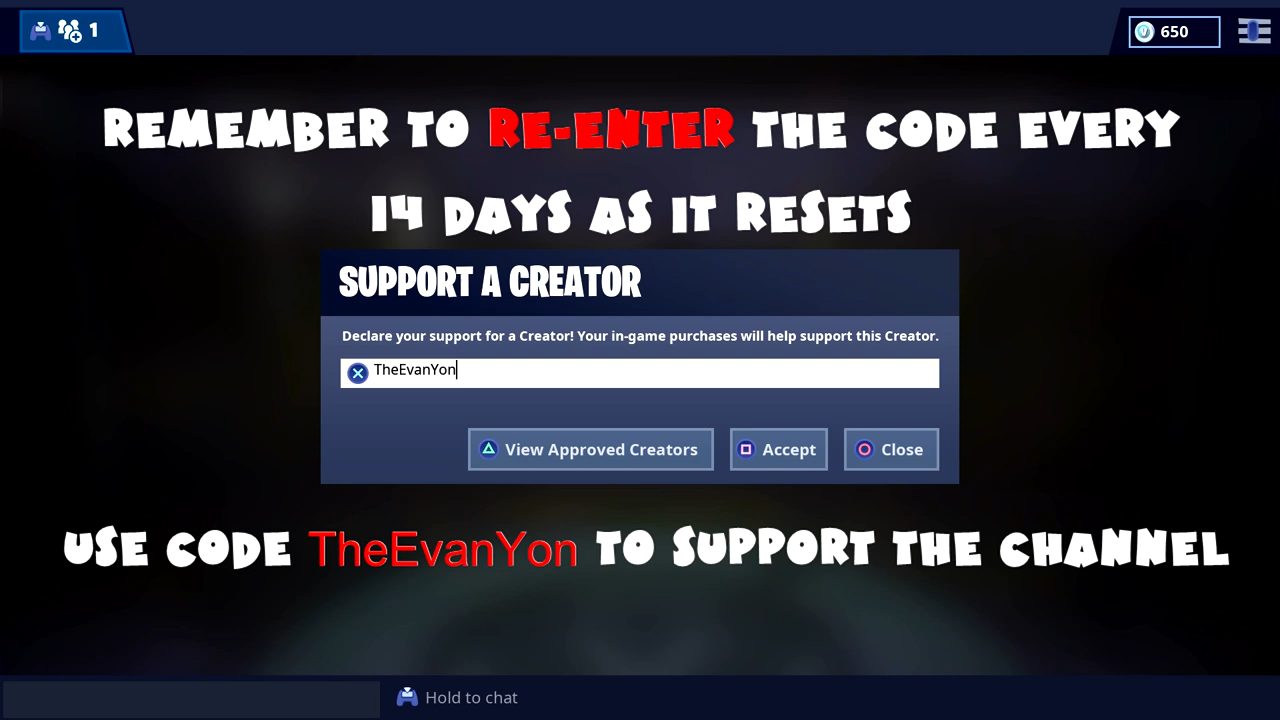 1
650
REMEMBER TO RE-ENTER THE CODE EVERY
14 DAYS AS IT RESETS
SUPPORT A CREATOR
Declare your support for a Creator! Your in-game purchases will help support this Creator.
TheEvanYon
View Approved Creators
Accept
Close
USE CODE TheEvanYon TO SUPPORT THE CHANNEL
Hold to chat